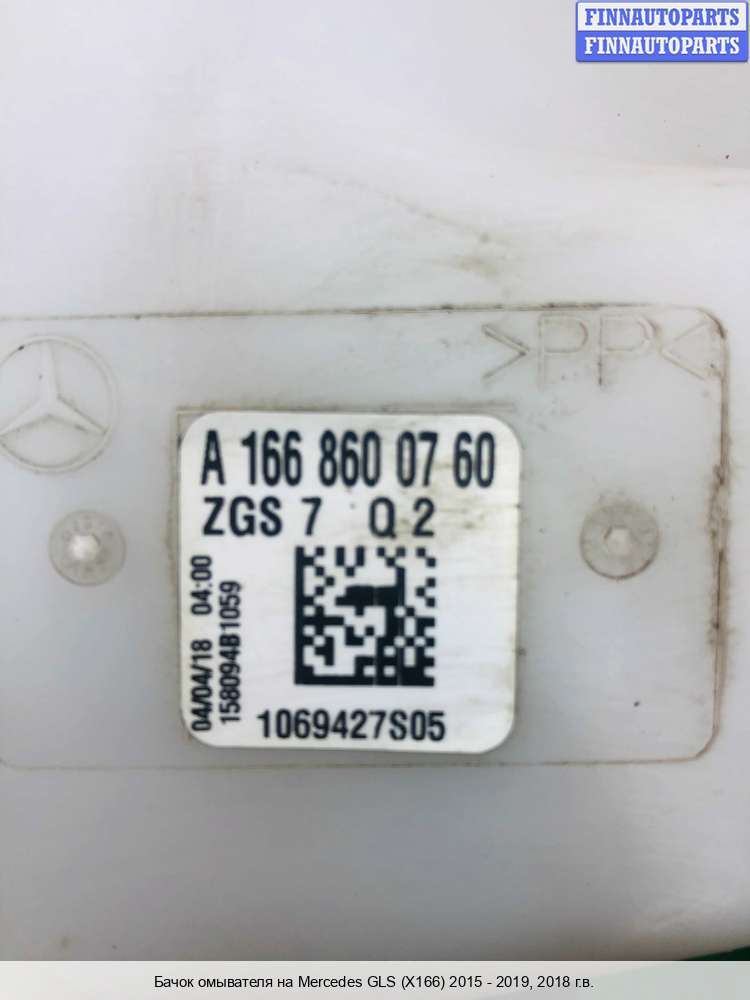 FINNAUTOPARTS
FINNAUTOPARTS
>PP<
A 166 860 07 60
ZGS 7 Q 2
04/04/18 04:00
158094B1059
1069427S05
Бачок омывателя на Mercedes GLS (X166) 2015 - 2019, 2018 г.в.